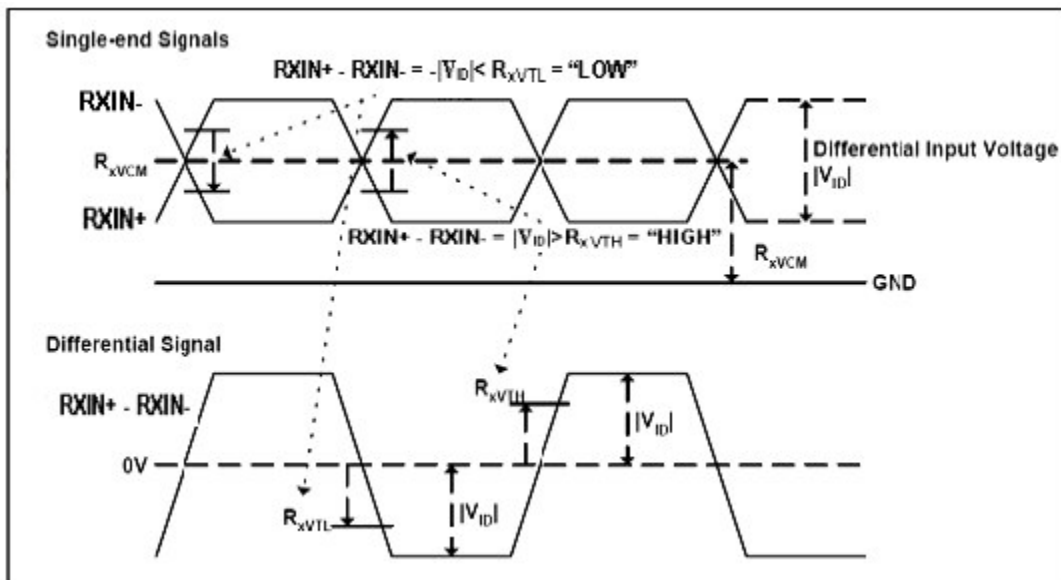 Single-end Signals
RXIN+ - RXIN- = -|VID|< RxVTL = “LOW”
RXIN-
RxVCM
Differential Input Voltage
|VID|
RXIN+
RXIN+ - RXIN- = |VID|> RxVTH = “HIGH”
RxVCM
GND
Differential Signal
RxVTH
RXIN+ - RXIN-
|VID|
0V
RxVTL
|VID|